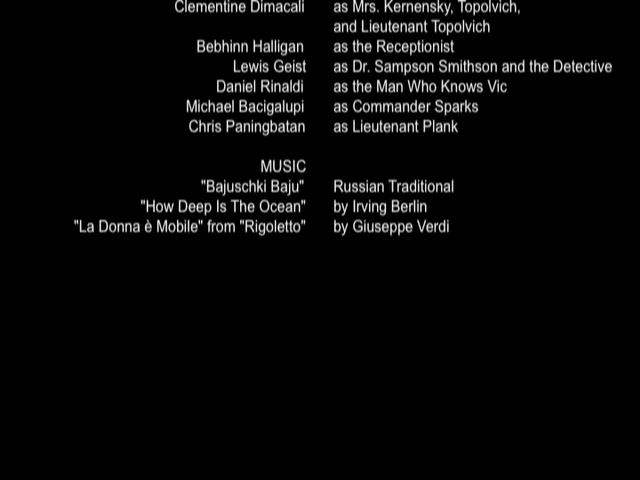 Clementine Dimacali as Mrs. Kernensky, Topolvich,
and Lieutenant Topolvich
Bebhinn Halligan as the Receptionist
Lewis Geist as Dr. Sampson Smithson and the Detective
Daniel Rinaldi as the Man Who Knows Vic
Michael Bacigalupi as Commander Sparks
Chris Paningbatan as Lieutenant Plank
MUSIC
"Bajuschki Baju" Russian Traditional
"How Deep Is The Ocean" by Irving Berlin
"La Donna è Mobile" from "Rigoletto" by Giuseppe Verdi